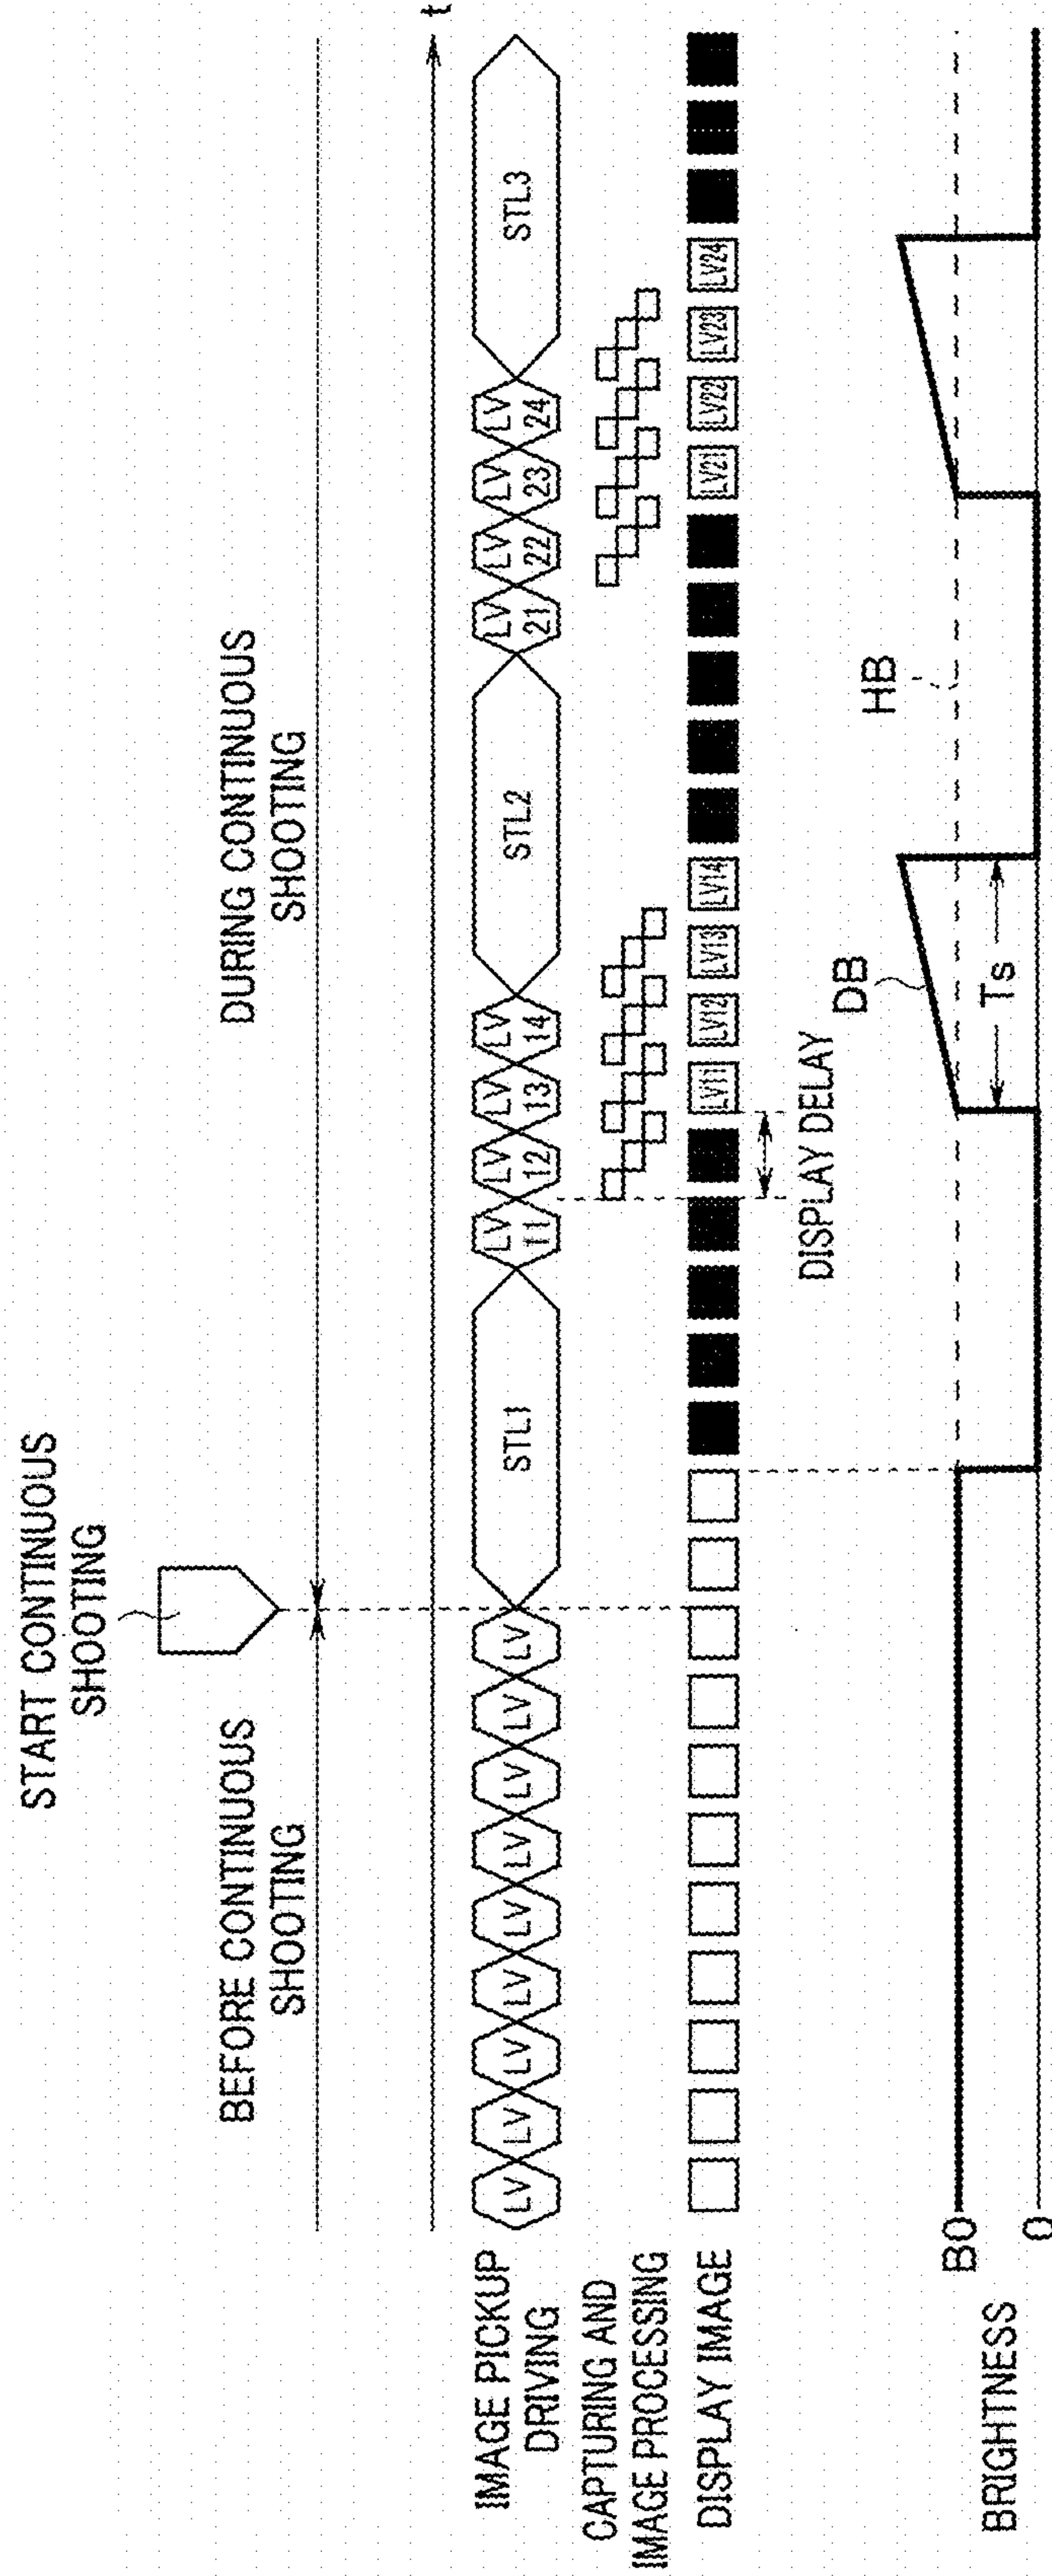 START CONTINUOUS
SHOOTING
BEFORE CONTINUOUS
SHOOTING
DURING CONTINUOUS
SHOOTING
t
IMAGE PICKUP
DRIVING
LV LV LV LV LV LV LV LV LV STL1 LV 11 LV 12 LV 13 LV 14 STL2 LV 21 LV 22 LV 23 LV 24 STL3
CAPTURING AND
IMAGE PROCESSING
DISPLAY IMAGE
LV11 LV12 LV13 LV14 LV21 LV22 LV23 LV24
DISPLAY DELAY
DB
HB
BRIGHTNESS
B0
Ts
0